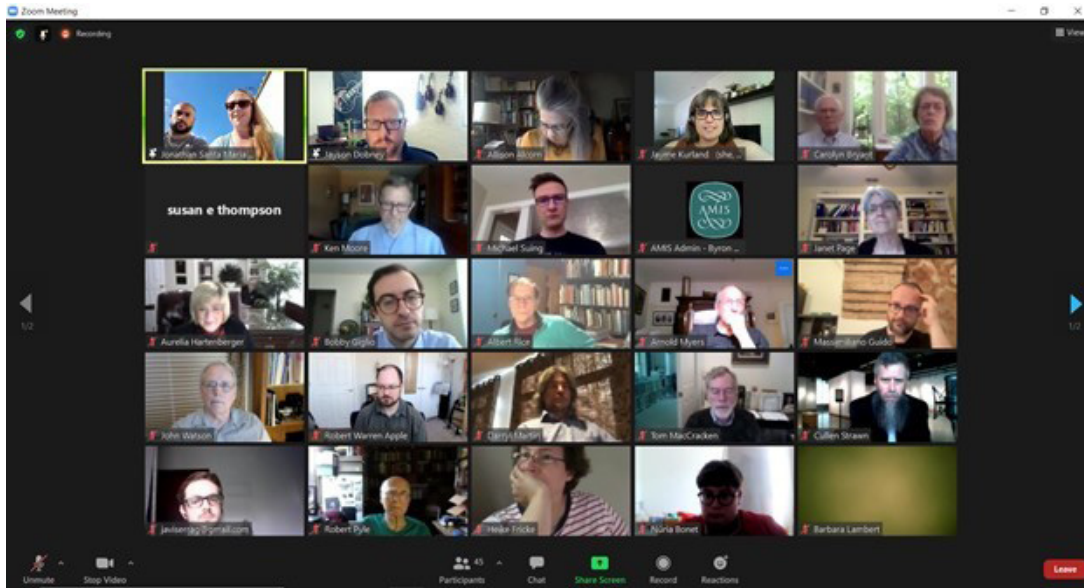 Zoom Meeting
Recording
View
Jonathan Santa Maria
Jayson Dobney
Allison Alcorn
Jayme Kurland (she, ...
Carolyn Bryant
susan e thompson
Ken Moore
Michael Suing
AMIS
AMIS Admin - Byron ...
Janet Page
Aurelia Hartenberger
Bobby Giglio
Albert Rice
Arnold Myers
Massimiliano Guido
1/2
1/2
John Watson
Robert Warren Apple
Darryl Martin
Tom MacCracken
Cullen Strawn
javisemag@gmail.com
Robert Pyle
Heike Fricke
Núria Bonet
Barbara Lambert
Unmute
Stop Video
45
Participants
Chat
Share Screen
Record
Reactions
Leave